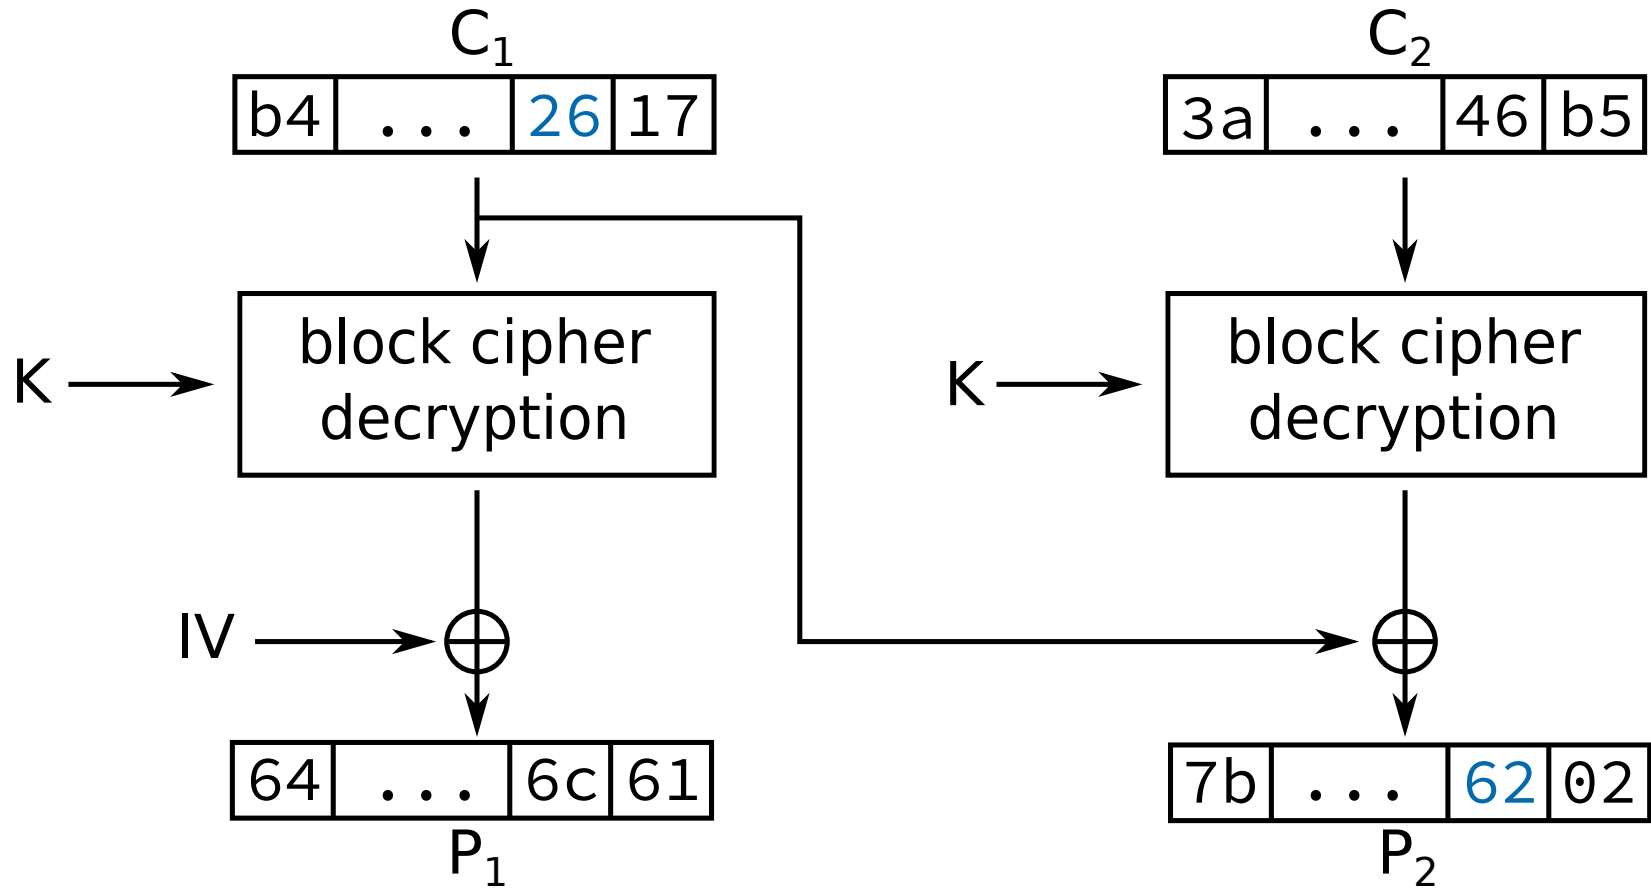 C1 C2
b4 ... 26 17 3a ... 46 b5
block cipher block cipher
K K
decryption decryption
IV
64 ... 6c 61 7b ... 62 02
P1 P2